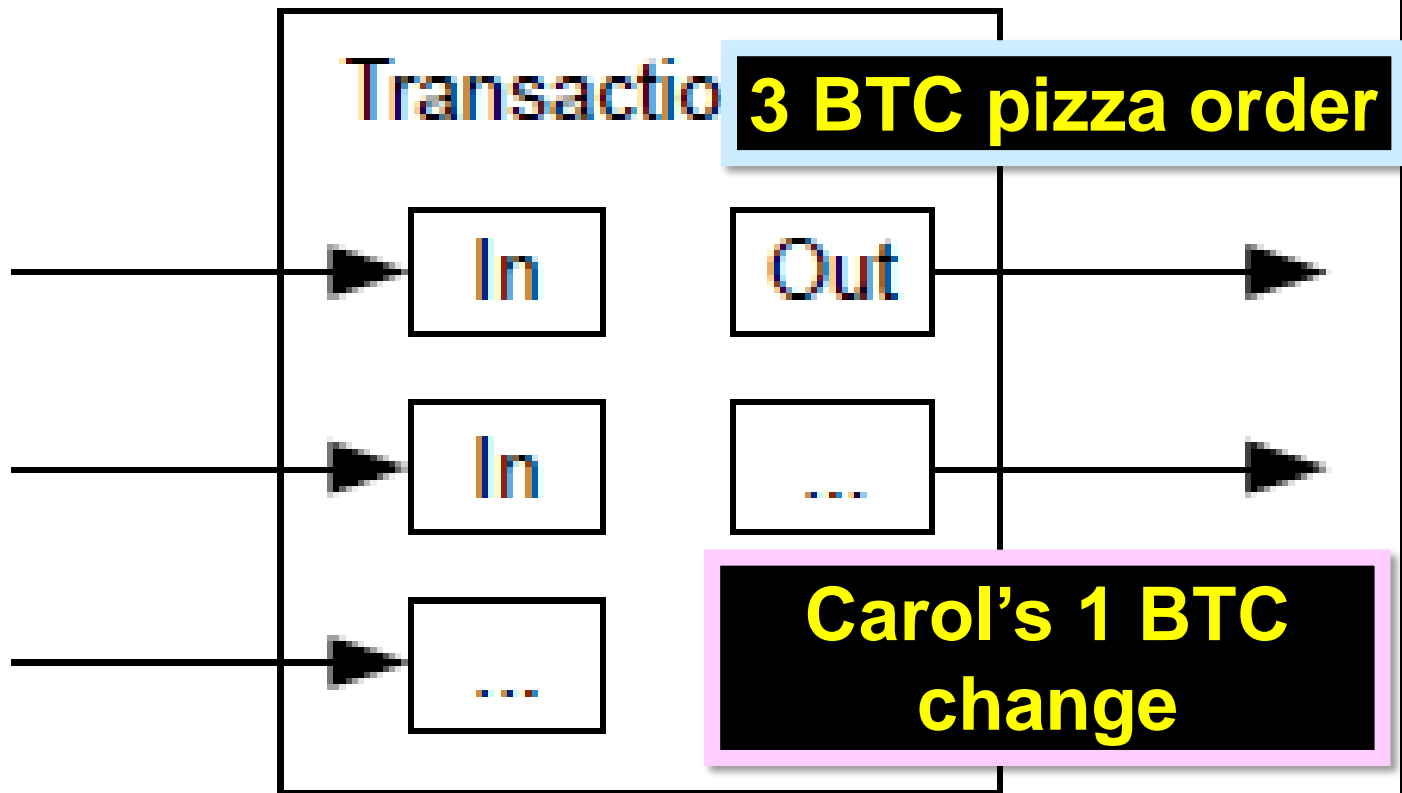 Transactio
3 BTC pizza order
In
Out
In
...
...
Carol’s 1 BTC
change